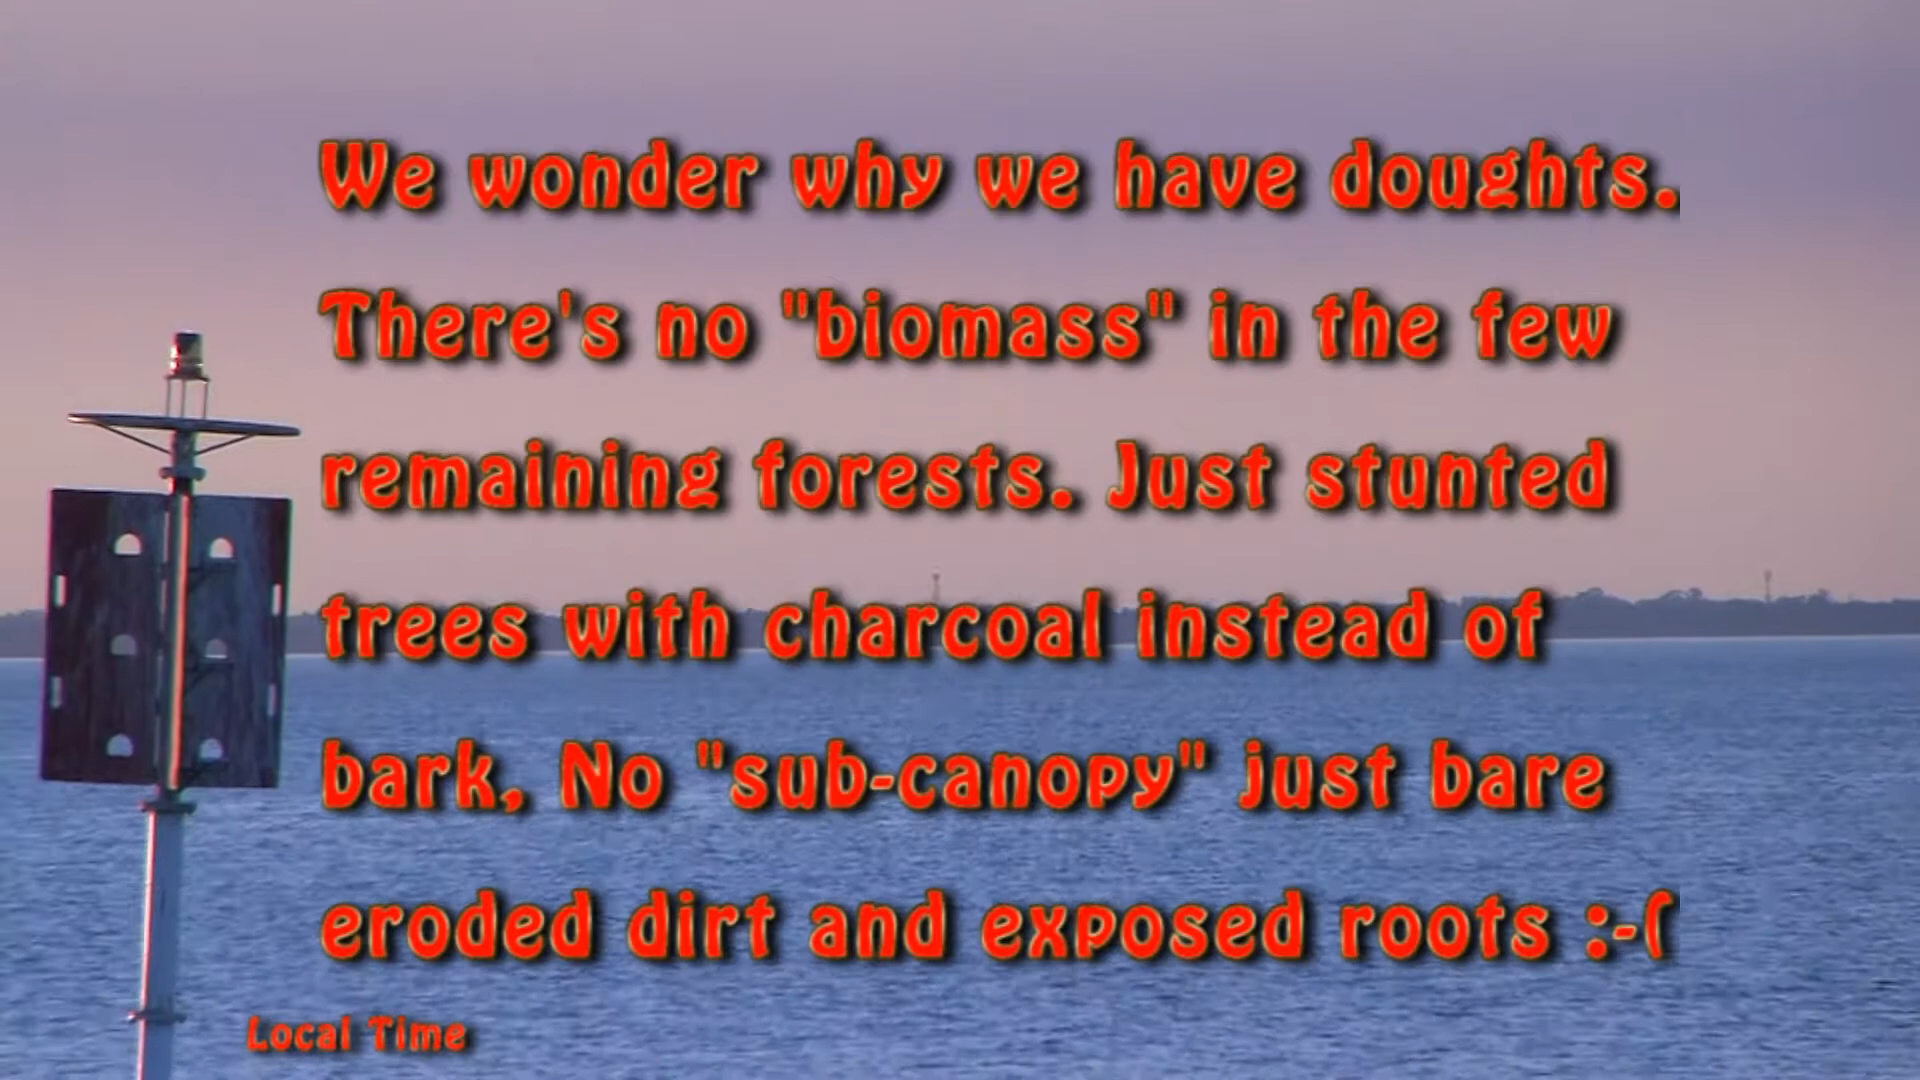 We wonder why we have doughts.
There's no "biomass" in the few
remaining forests. Just stunted
trees with charcoal instead of
bark, No "sub-canopy" just bare
eroded dirt and exposed roots :-(
Local Time